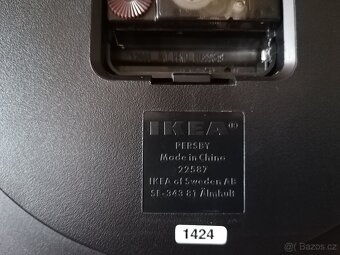 IKEA®
PERSBY
Made in China
22587
IKEA of Sweden AB
SE-343 81 Älmhult
1424
Bazos.cz